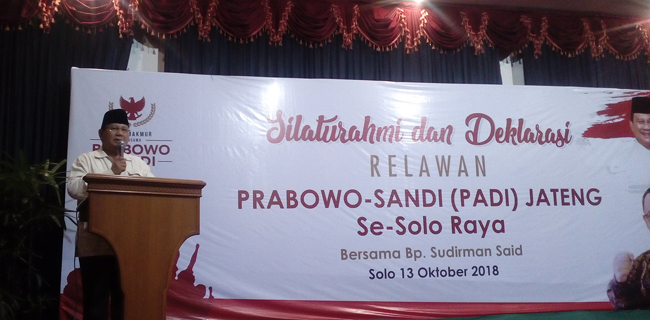 MAKMUR
PRABOWO
Silaturahmi dan Deklarasi
RELAWAN
PRABOWO-SANDI (PADI) JATENG
Se-Solo Raya
Bersama Bp. Sudirman Said
Solo 13 Oktober 2018